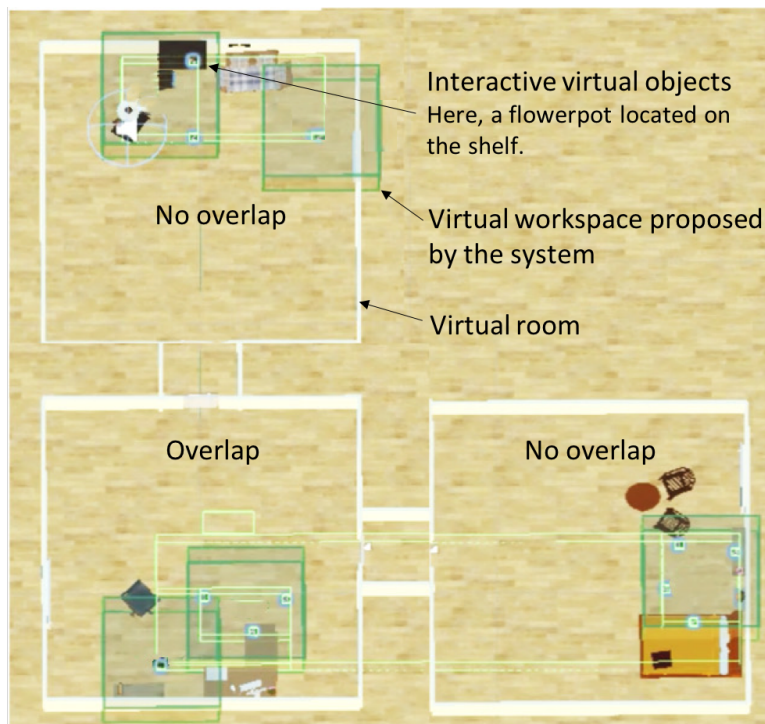 Interactive virtual objects
Here, a flowerpot located on
the shelf.
No overlap
Virtual workspace proposed
by the system
Virtual room
Overlap
No overlap